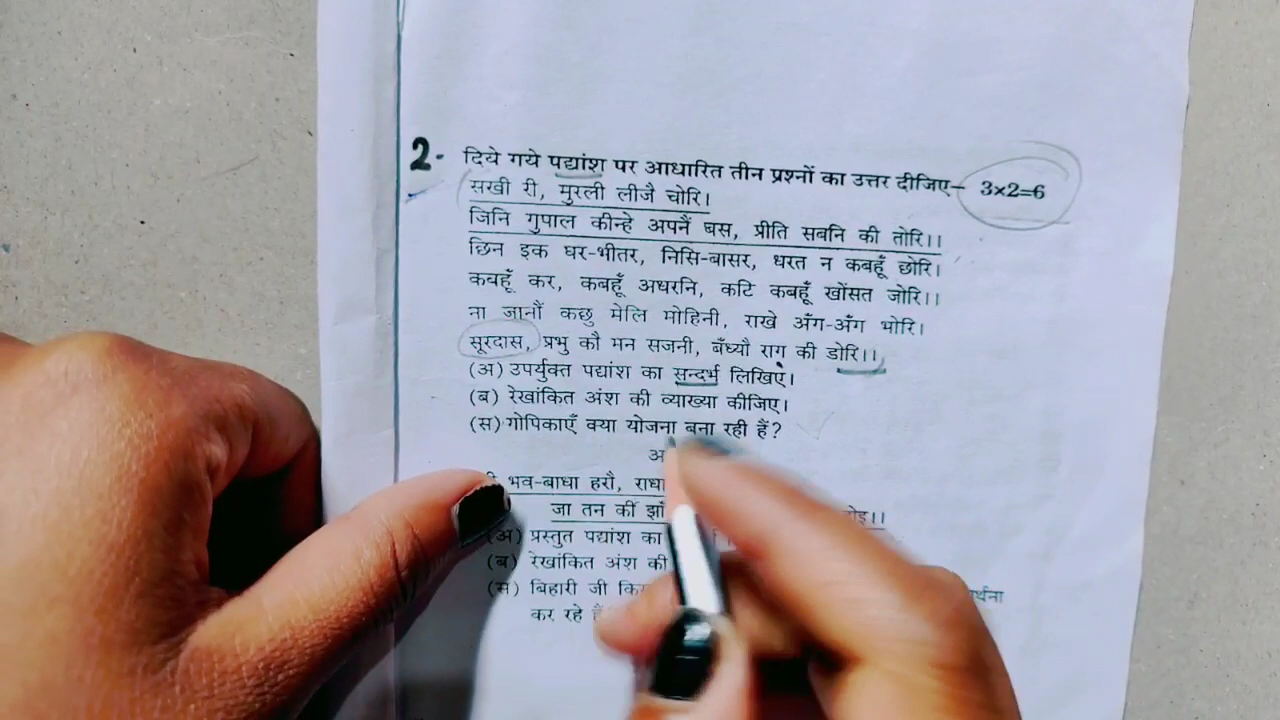 2. दिये गये पद्यांश पर आधारित तीन प्रश्नों का उत्तर दीजिए– 3×2=6
सखी री, मुरली लीजै चोरि।
जिनि गुपाल कीन्हे अपनैं बस, प्रीति सबनि की तोरि।।
छिन इक घर-भीतर, निसि-बासर, धरत न कबहूँ छोरि।
कबहूँ कर, कबहूँ अधरनि, कटि कबहूँ खोंसत जोरि।।
ना जानौं कछु मेलि मोहिनी, राखे अँग-अँग भोरि।
सूरदास, प्रभु कौ मन सजनी, बँध्यौ राग की डोरि।।
(अ) उपर्युक्त पद्यांश का सन्दर्भ लिखिए।
(ब) रेखांकित अंश की व्याख्या कीजिए।
(स) गोपिकाएँ क्या योजना बना रही हैं?
भव-बाधा हरौ,
जा तन की
(अ) प्रस्तुत पद्यांश का
(ब) रेखांकित अंश की
(स) बिहारी जी
कर रहे